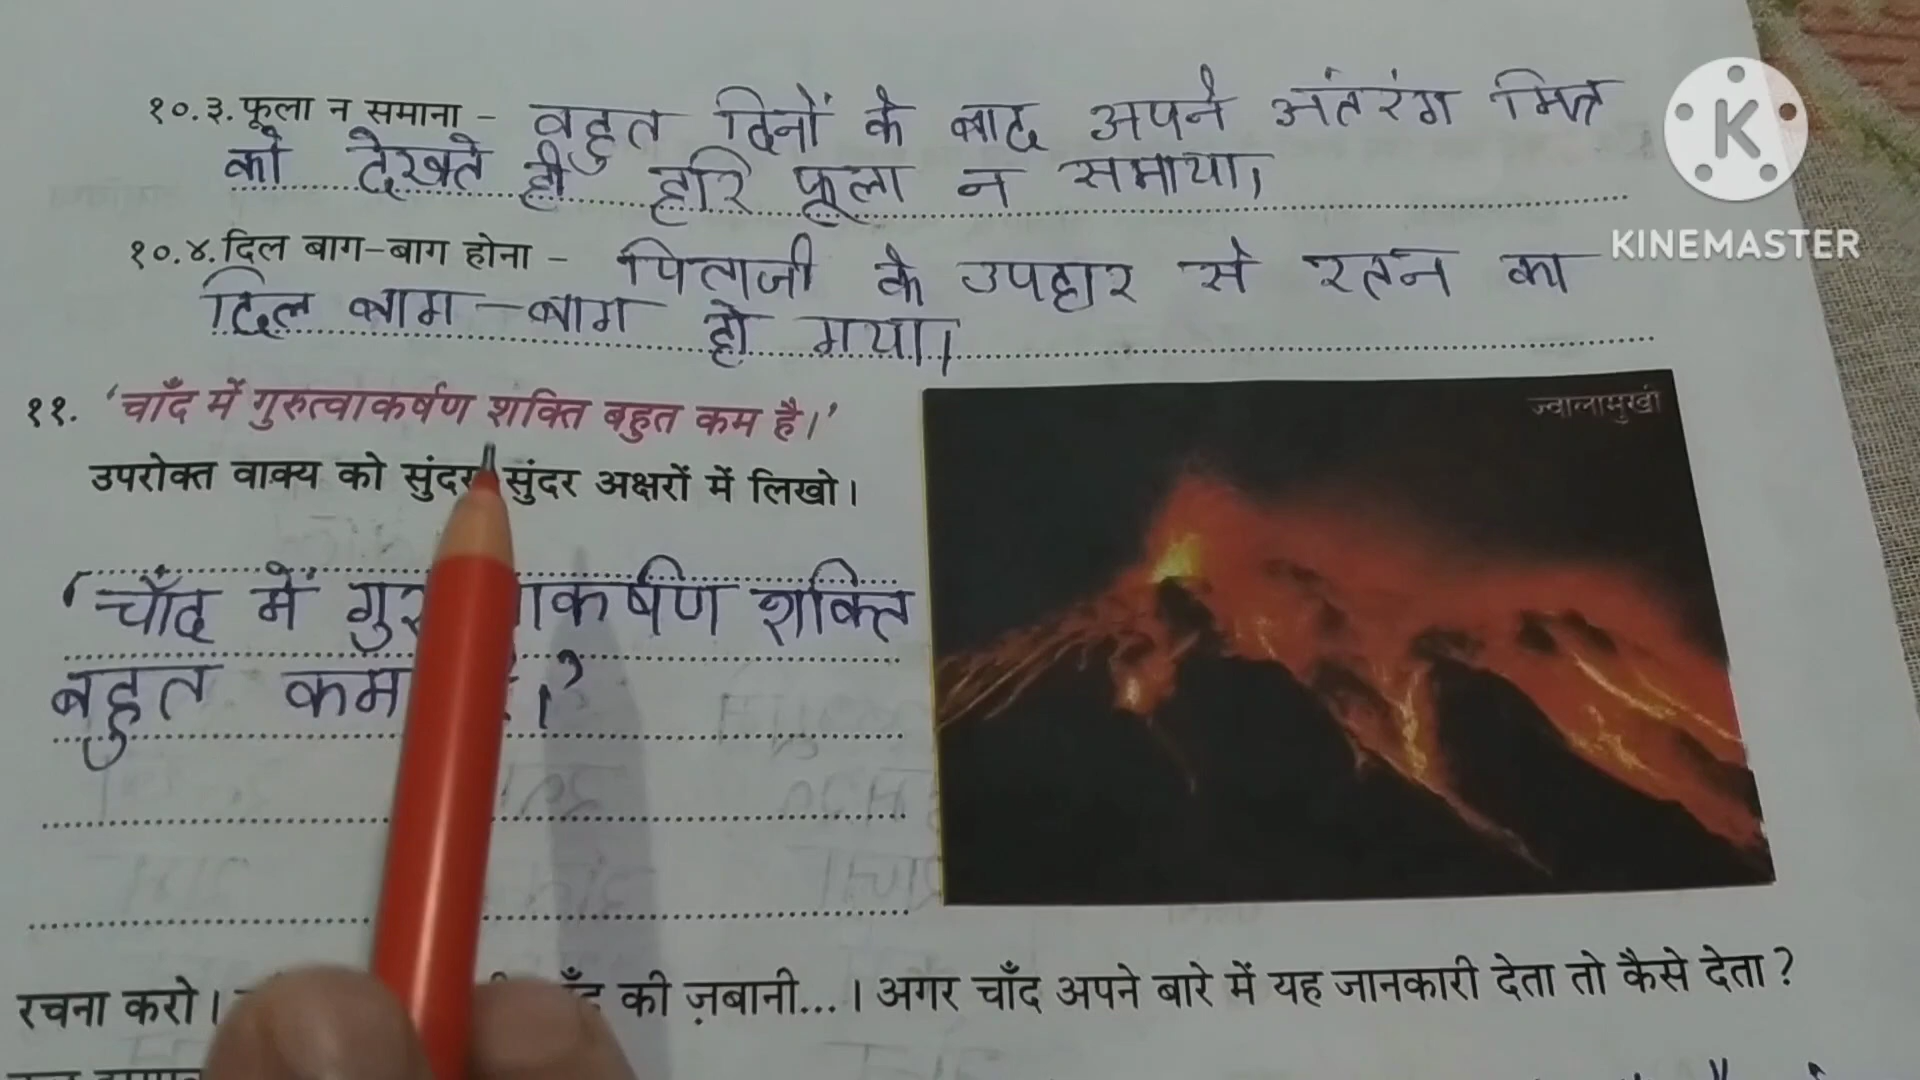 १०.३. फूला न समाना - बहुत दिनों के बाद अपने अंतरंग मित्र
को देखते ही हरि फूला न समाया।
१०.४. दिल बाग-बाग होना - पिताजी के उपहार से रतन का
दिल बाग-बाग हो गया।
KINEMASTER
११. 'चाँद में गुरुत्वाकर्षण शक्ति बहुत कम है।'
उपरोक्त वाक्य को सुंदर सुंदर अक्षरों में लिखो।
ज्वालामुखी
'चाँद में शक्ति
बहुत कम
रचना करो। की ज़बानी...। अगर चाँद अपने बारे में यह जानकारी देता तो कैसे देता?